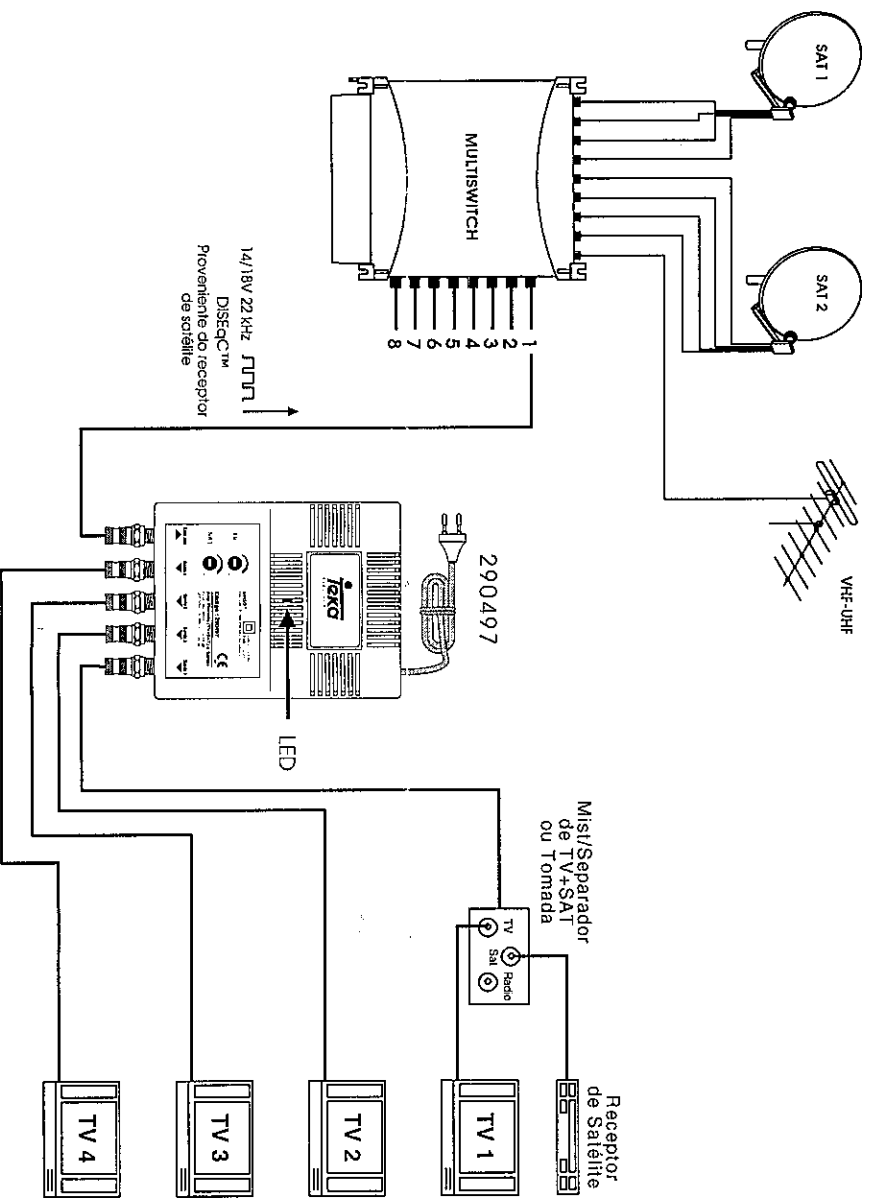 SAT 1
SAT 2
VHF-UHF
MULTISWITCH
1
2
3
4
5
6
7
8
14/18V 22 kHz
DISEqC™
Proveniente do receptor
de satélite
290497
Teka
LED
CE
Mist/Separador
de TV+SAT
ou Tomada
TV
Sat
Radio
Receptor
de Satélite
TV 1
TV 2
TV 3
TV 4